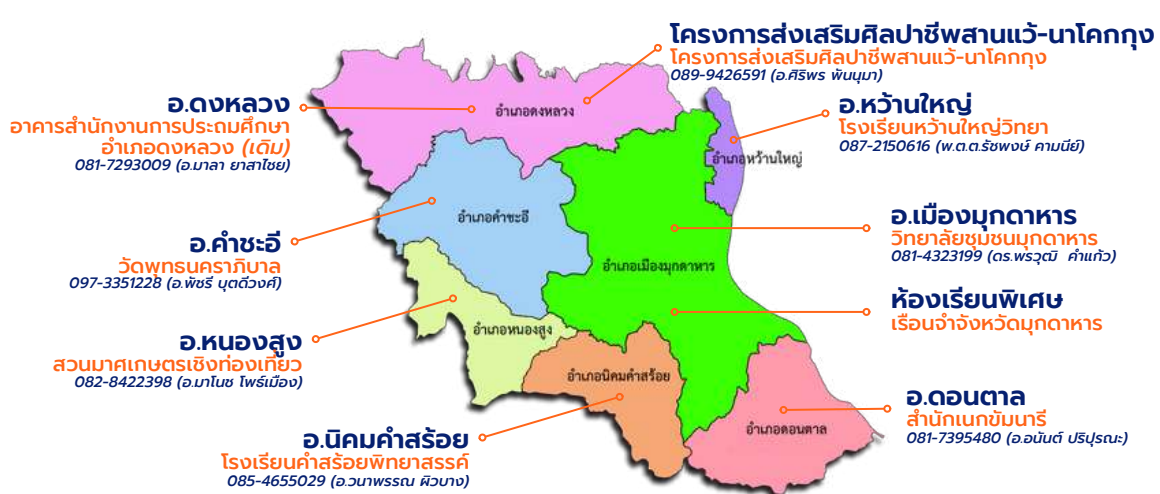 โครงการส่งเสริมศิลปาชีพสานแว้-นาโคกกุง
โครงการส่งเสริมศิลปาชีพสานแว้-นาโคกกุง
089-9426591 (อ.ศิริพร พันนุมา)
อ.ดงหลวง
อาคารสำนักงานการประถมศึกษา
อำเภอดงหลวง (เดิม)
081-7293009 (อ.มาลา ยาสาไชย)
อำเภอดงหลวง
อ.หว้านใหญ่
โรงเรียนหว้านใหญ่วิทยา
087-2150616 (พ.ต.ต.รัชพงษ์ คามนีย์)
อำเภอหว้านใหญ่
อ.คำชะอี
วัดพุทธนคราภิบาล
097-3351228 (อ.พัชรี บุตดีวงศ์)
อำเภอคำชะอี
อ.เมืองมุกดาหาร
วิทยาลัยชุมชนมุกดาหาร
081-4323199 (ดร.พรวุฒิ คำแก้ว)
อำเภอเมืองมุกดาหาร
ห้องเรียนพิเศษ
เรือนจำจังหวัดมุกดาหาร
อ.หนองสูง
สวนมาศเกษตรเชิงท่องเที่ยว
082-8422398 (อ.มาโนช โพธิ์เมือง)
อำเภอหนองสูง
อำเภอนิคมคำสร้อย
อ.นิคมคำสร้อย
โรงเรียนคำสร้อยพิทยาสรรค์
085-4655029 (อ.วนาพรรณ ผิวบาง)
อ.ดอนตาล
สำนักเนกขัมนารี
081-7395480 (อ.อนันต์ ปริปุรณะ)
อำเภอดอนตาล